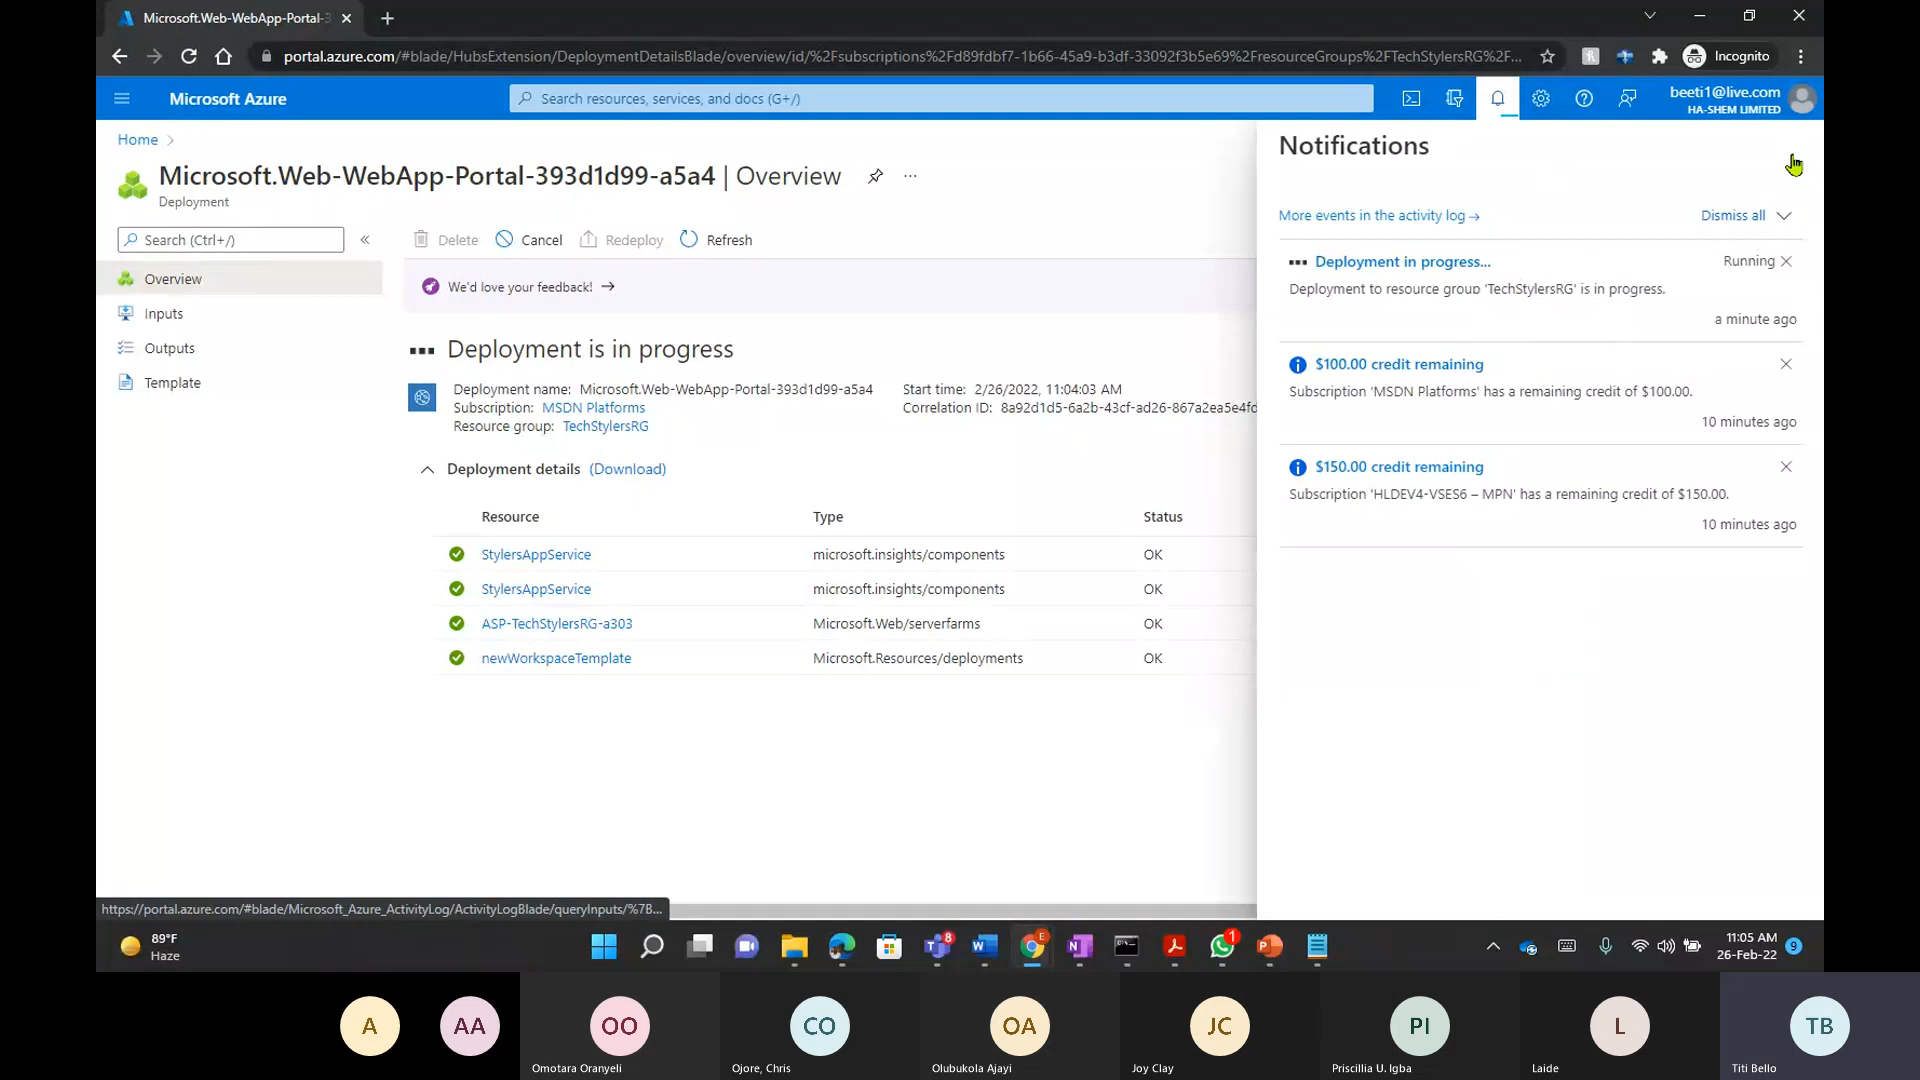 Microsoft.Web-WebApp-Portal-3
portal.azure.com/#blade/HubsExtension/DeploymentDetailsBlade/overview/id/%2Fsubscriptions%2Fd89fdbf7-1b66-45a9-b3df-33092f3b5e69%2FresourceGroups%2FTechStylersRG%2F...
Incognito
Microsoft Azure
Search resources, services, and docs (G+/)
beeti1@live.com
HA-SHEM LIMITED
Home
Microsoft.Web-WebApp-Portal-393d1d99-a5a4 | Overview
Deployment
Search (Ctrl+/)
Overview
Inputs
Outputs
Template
Delete
Cancel
Redeploy
Refresh
We'd love your feedback!
Deployment is in progress
Deployment name: Microsoft.Web-WebApp-Portal-393d1d99-a5a4
Subscription: MSDN Platforms
Resource group: TechStylersRG
Start time: 2/26/2022, 11:04:03 AM
Correlation ID: 8a92d1d5-6a2b-43cf-ad26-867a2ea5e4fd
Deployment details (Download)
Resource Type Status
StylersAppService microsoft.insights/components OK
StylersAppService microsoft.insights/components OK
ASP-TechStylersRG-a303 Microsoft.Web/serverfarms OK
newWorkspaceTemplate Microsoft.Resources/deployments OK
Notifications
More events in the activity log →
Dismiss all
Deployment in progress... Running
Deployment to resource group 'TechStylersRG' is in progress.
a minute ago
$100.00 credit remaining
Subscription 'MSDN Platforms' has a remaining credit of $100.00.
10 minutes ago
$150.00 credit remaining
Subscription 'HLDEV4-VSES6 – MPN' has a remaining credit of $150.00.
10 minutes ago
https://portal.azure.com/#blade/Microsoft_Azure_ActivityLog/ActivityLogBlade/queryInputs/%7B...
89°F
Haze
8
E
1
11:05 AM
26-Feb-22
9
A
AA
OO
Omotara Oranyeli
CO
Ojore, Chris
OA
Olubukola Ajayi
JC
Joy Clay
PI
Priscillia U. Igba
L
Laide
TB
Titi Bello